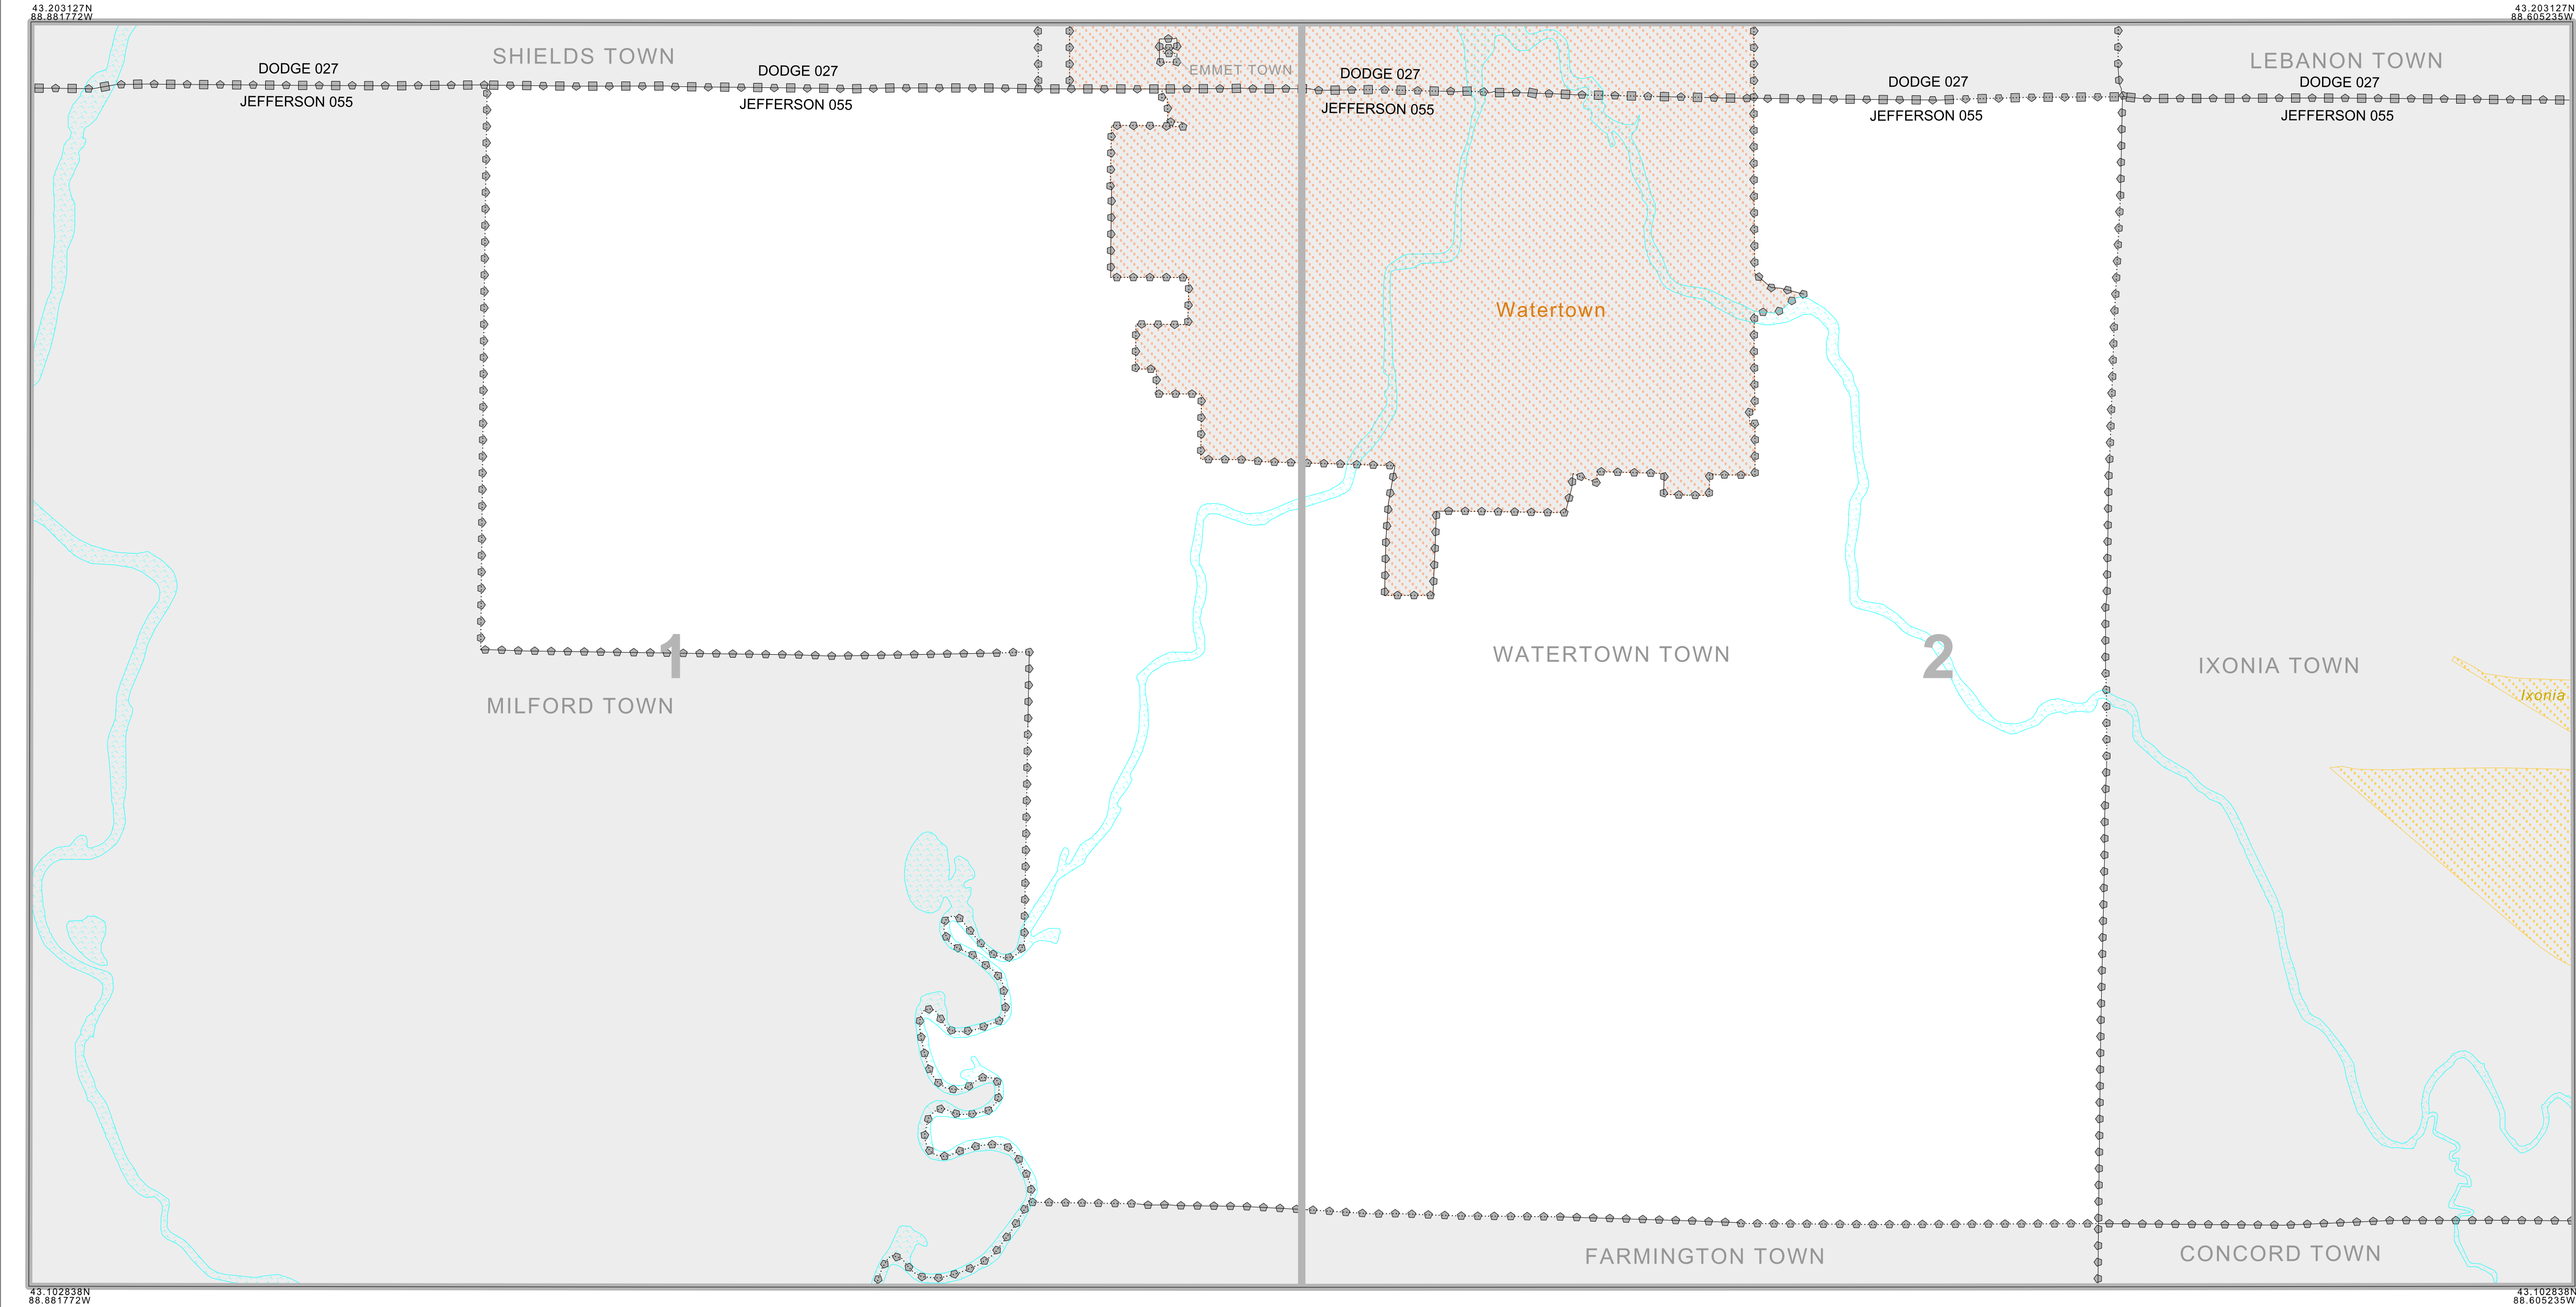 43.203127N
88.881772W
43.203127N
88.605235W
SHIELDS TOWN
LEBANON TOWN
EMMET TOWN
DODGE 027
DODGE 027
DODGE 027
DODGE 027
DODGE 027
JEFFERSON 055
JEFFERSON 055
JEFFERSON 055
JEFFERSON 055
JEFFERSON 055
Watertown
1
WATERTOWN TOWN
2
IXONIA TOWN
Ixonia
MILFORD TOWN
FARMINGTON TOWN
CONCORD TOWN
43.102838N
88.881772W
43.102838N
88.605235W